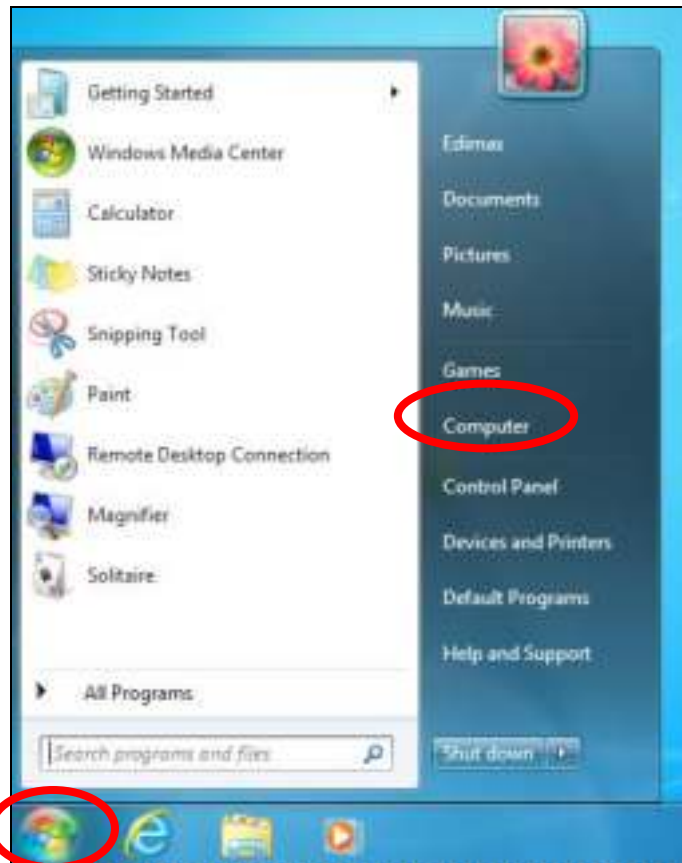 Getting Started
Windows Media Center
Calculator
Sticky Notes
Snipping Tool
Paint
Remote Desktop Connection
Magnifier
Solitaire
All Programs
Search programs and files
Edimax
Documents
Pictures
Music
Games
Computer
Control Panel
Devices and Printers
Default Programs
Help and Support
Shut down